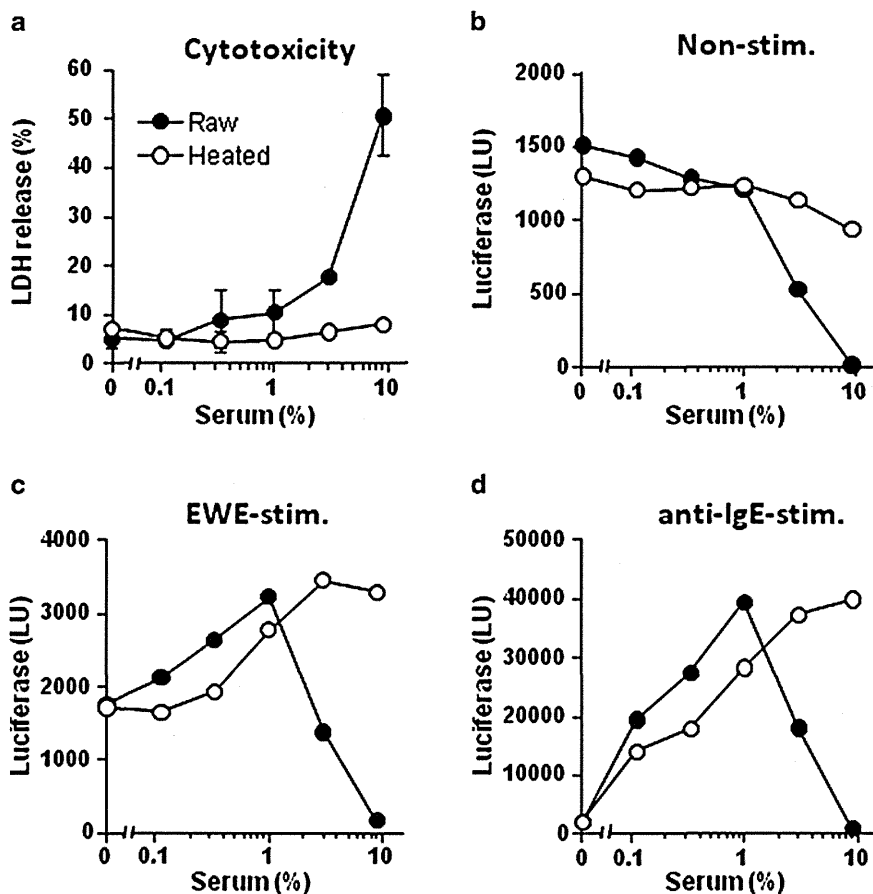 a
Cytotoxicity
60
50
40
30
20
10
0
LDH release (%)
Raw
Heated
0 0.1 1 10
Serum (%)
b
Non-stim.
2000
1500
1000
500
0
Luciferase (LU)
0 0.1 1 10
Serum (%)
c
EWE-stim.
4000
3000
2000
1000
0
Luciferase (LU)
0 0.1 1 10
Serum (%)
d
anti-IgE-stim.
50000
40000
30000
20000
10000
0
Luciferase (LU)
0 0.1 1 10
Serum (%)